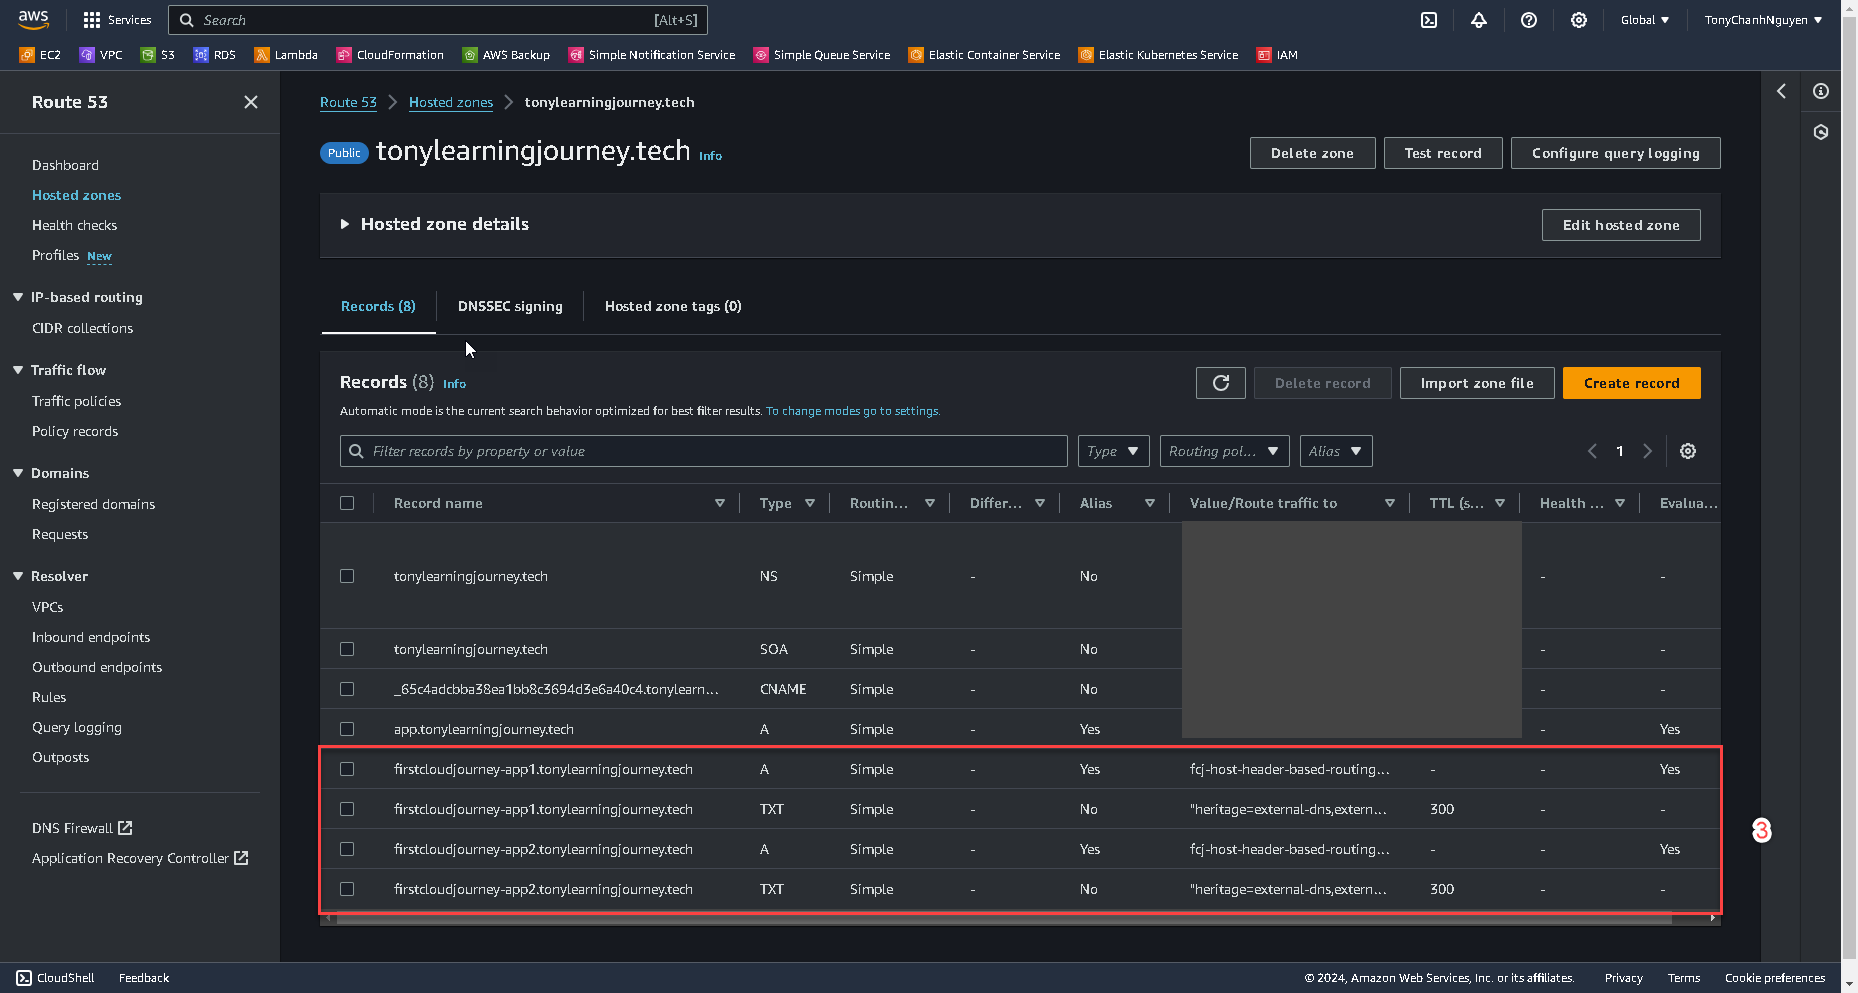 aws
Services
Search
[Alt+S]
Global ▼
TonyChanhNguyen ▼
EC2 VPC S3 RDS Lambda CloudFormation AWS Backup Simple Notification Service Simple Queue Service Elastic Container Service Elastic Kubernetes Service IAM
Route 53
Dashboard
Hosted zones
Health checks
Profiles New
IP-based routing
CIDR collections
Traffic flow
Traffic policies
Policy records
Domains
Registered domains
Requests
Resolver
VPCs
Inbound endpoints
Outbound endpoints
Rules
Query logging
Outposts
DNS Firewall
Application Recovery Controller
Route 53 > Hosted zones > tonylearningjourney.tech
Public tonylearningjourney.tech Info
Delete zone
Test record
Configure query logging
Hosted zone details
Edit hosted zone
Records (8)
DNSSEC signing
Hosted zone tags (0)
Records (8) Info
Delete record
Import zone file
Create record
Automatic mode is the current search behavior optimized for best filter results. To change modes go to settings.
Filter records by property or value
Type
Routing pol...
Alias
1
Record name Type Routin... Differ... Alias Value/Route traffic to TTL (s... Health ... Evalua...
tonylearningjourney.tech NS Simple - No - -
tonylearningjourney.tech SOA Simple - No - -
_65c4adcbba38ea1bb8c3694d3e6a40c4.tonylearn... CNAME Simple - No - -
app.tonylearningjourney.tech A Simple - Yes - Yes
firstcloudjourney-app1.tonylearningjourney.tech A Simple - Yes fcj-host-header-based-routing... - - Yes
firstcloudjourney-app1.tonylearningjourney.tech TXT Simple - No "heritage=external-dns,extern... 300 - -
firstcloudjourney-app2.tonylearningjourney.tech A Simple - Yes fcj-host-header-based-routing... - - Yes
firstcloudjourney-app2.tonylearningjourney.tech TXT Simple - No "heritage=external-dns,extern... 300 - -
3
CloudShell
Feedback
© 2024, Amazon Web Services, Inc. or its affiliates.
Privacy
Terms
Cookie preferences